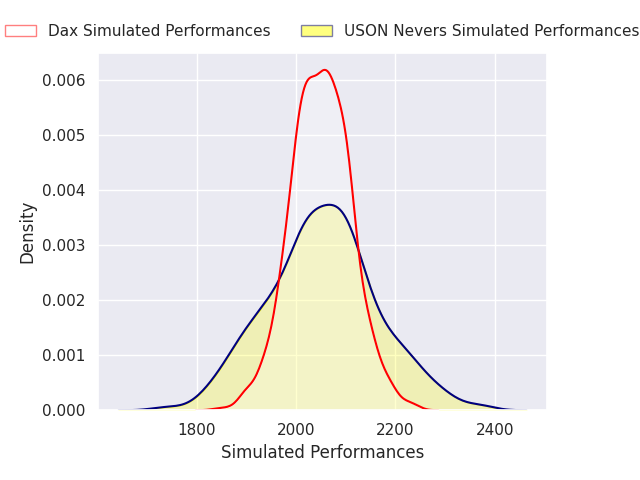 Dax Simulated Performances USON Nevers Simulated Performances
0.006
0.005
0.004
0.003
0.002
0.001
0.000
Density
1800 2000 2200 2400
Simulated Performances